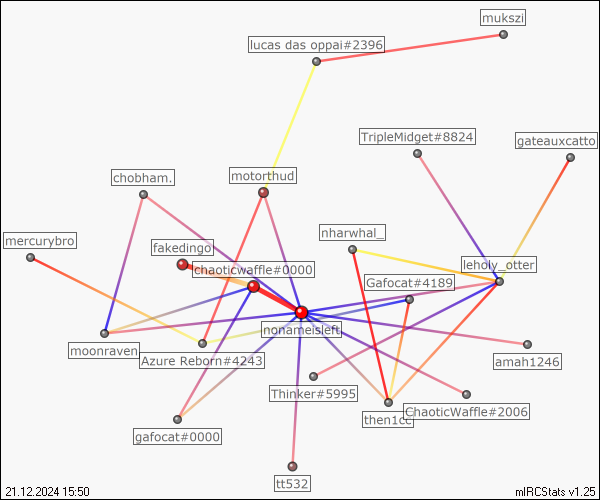 mukszi
lucas das oppai#2396
TripleMidget#8824
gateauxcatto
motorthud
chobham.
nharwhal_
mercurybro
fakedingo
chaoticwaffle#0000
leholy_otter
Gafocat#4189
nonameisleft
moonraven
Azure Reborn#4243
amah1246
Thinker#5995
ChaoticWaffle#2006
then1cc
gafocat#0000
tt532
21.12.2024 15:50
mIRCStats v1.25